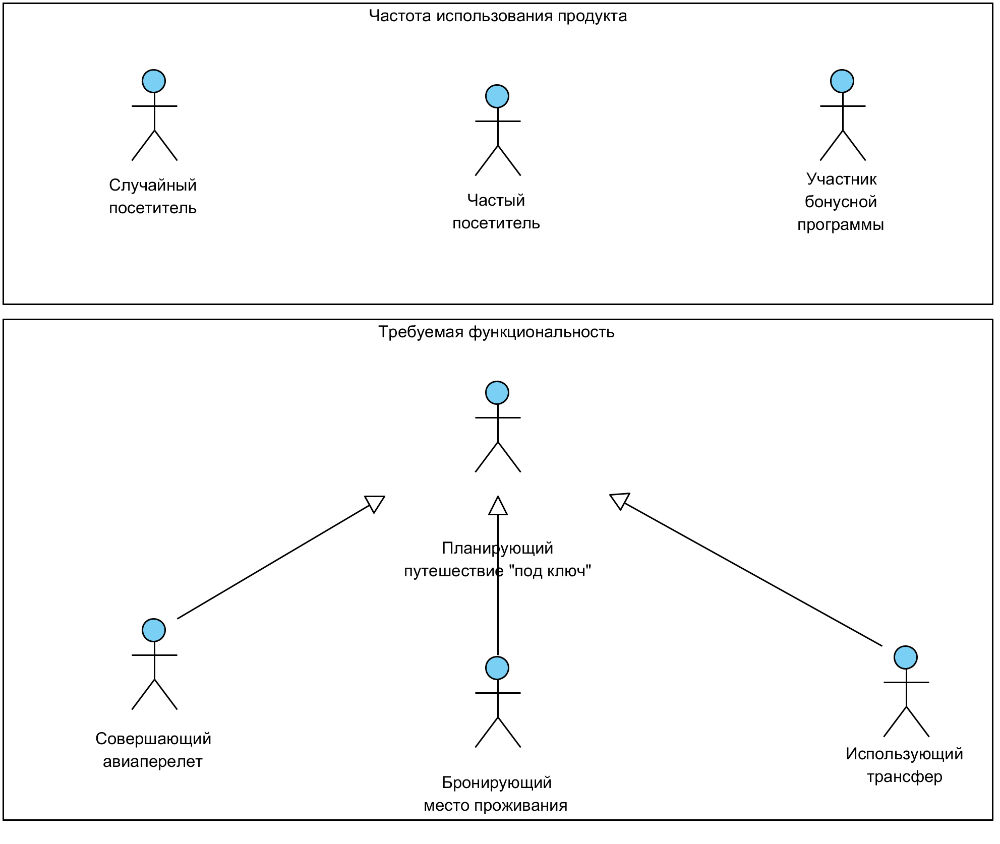 Частота использования продукта
Случайный
посетитель
Частый
посетитель
Участник
бонусной
программы
Требуемая функциональность
Планирующий
путешествие "под ключ"
Совершающий
авиаперелет
Бронирующий
место проживания
Использующий
трансфер